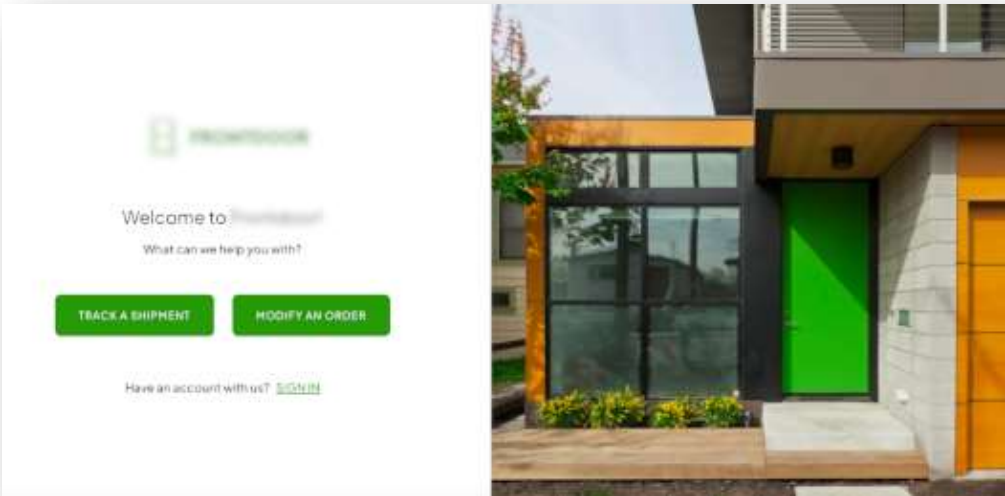 Welcome to
What can we help you with?
TRACK A SHIPMENT
MODIFY AN ORDER
Have an account with us? SIGN IN